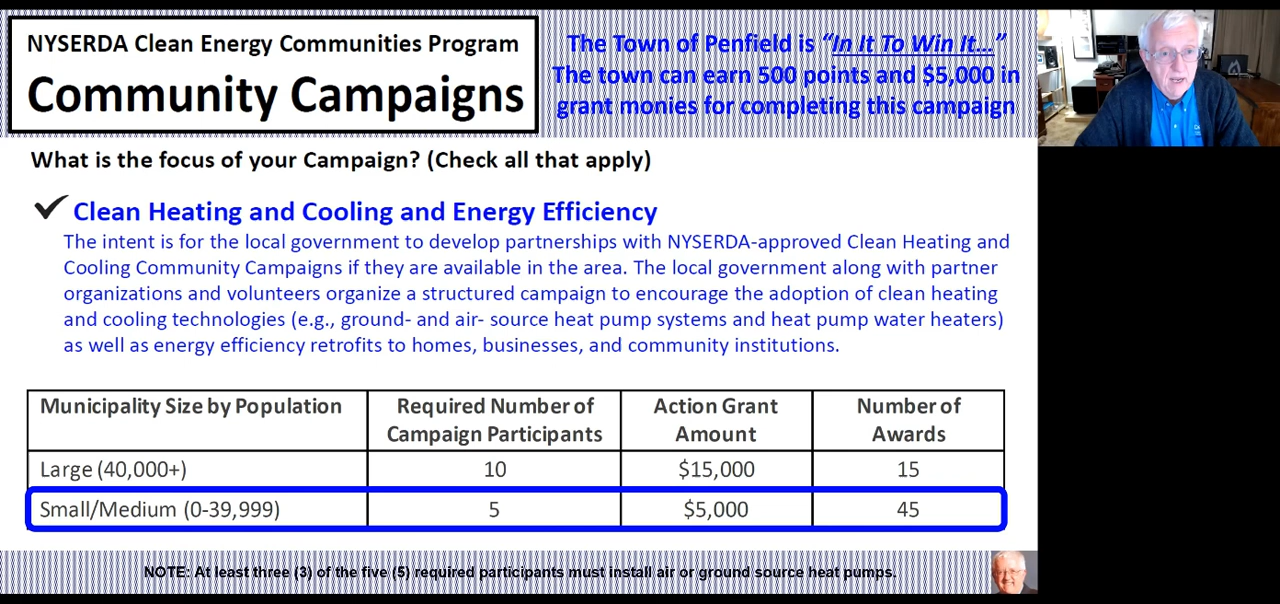 NYSERDA Clean Energy Communities Program
Community Campaigns
The Town of Penfield is “In It To Win It...”
The town can earn 500 points and $5,000 in
grant monies for completing this campaign
What is the focus of your Campaign? (Check all that apply)
Clean Heating and Cooling and Energy Efficiency
The intent is for the local government to develop partnerships with NYSERDA-approved Clean Heating and
Cooling Community Campaigns if they are available in the area. The local government along with partner
organizations and volunteers organize a structured campaign to encourage the adoption of clean heating
and cooling technologies (e.g., ground- and air- source heat pump systems and heat pump water heaters)
as well as energy efficiency retrofits to homes, businesses, and community institutions.
Municipality Size by Population Required Number of Campaign Participants Action Grant Amount Number of Awards
Large (40,000+) 10 $15,000 15
Small/Medium (0-39,999) 5 $5,000 45
NOTE: At least three (3) of the five (5) required participants must install air or ground source heat pumps.